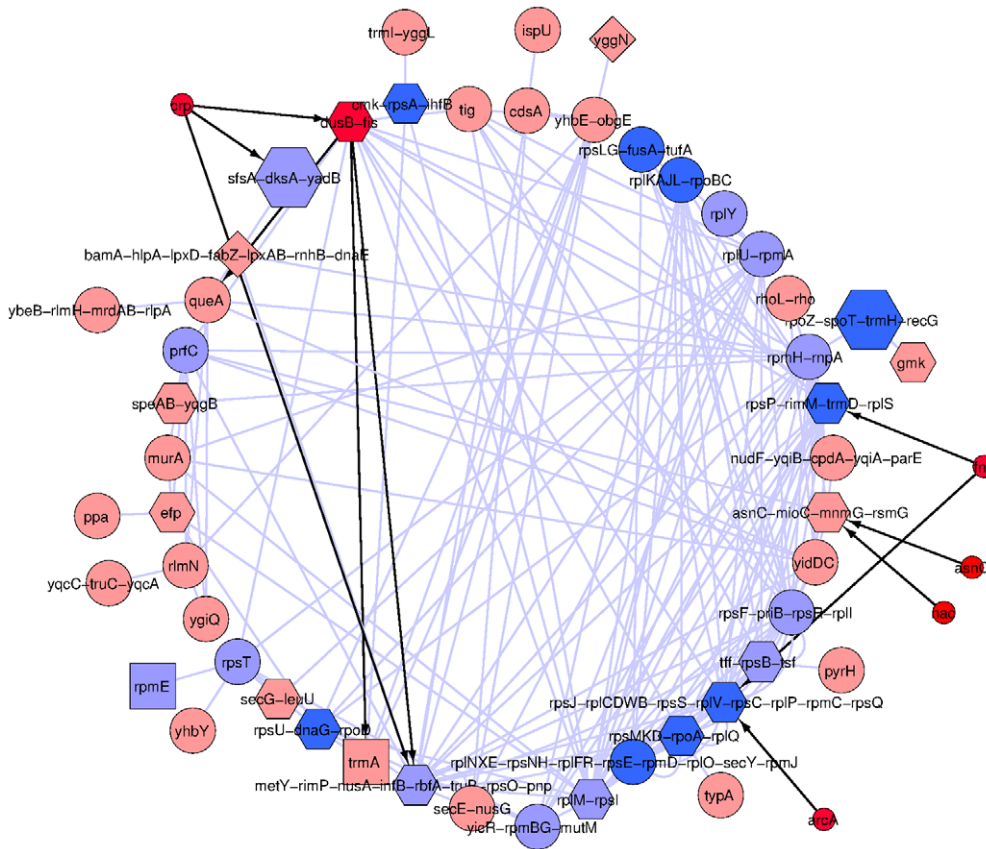 trmI-yggL
ispU
yggN
crp
cmk-rpsA-ihfB
dusB-fis
tig
cdsA
yhbE-obgE
rpsLG-fusA-tufA
sfsA-dksA-yadB
rplKAJL-rpoBC
rplY
bamA-hlpA-lpxD-fabZ-lpxAB-rnhB-dnaE
rplU-rpmA
ybeB-rlmH-mrdAB-rlpA
queA
rhoL-rho
rpoZ-spoT-trmH-recG
prfC
rpmH-rnpA
gmk
speAB-yqgB
rpsP-rimM-trmD-rplS
murA
nudF-yqiB-cpdA-yqiA-parE
ppa
efp
asnC-mioC-mnmG-rsmG
yqcC-truC-yqcA
rlmN
yidDC
asnC
nac
ygiQ
rpsF-priB-rpsR-rplI
rpsT
tff-rpsB-tsf
rpmE
pyrH
secG-leuU
rpsJ-rplCDWB-rpsS-rplV-rpsC-rplP-rpmC-rpsQ
yhbY
rpsU-dnaG-rpoD
rpsMKD-rpoA-rplQ
trmA
rplNXE-rpsNH-rplFR-rpsE-rpmD-rplO-secY-rpmJ
metY-rimP-nusA-infB-rbfA-truB-rpsO-pnp
typA
secE-nusG
rplM-rpsI
yicR-rpmBG-mutM
arcA